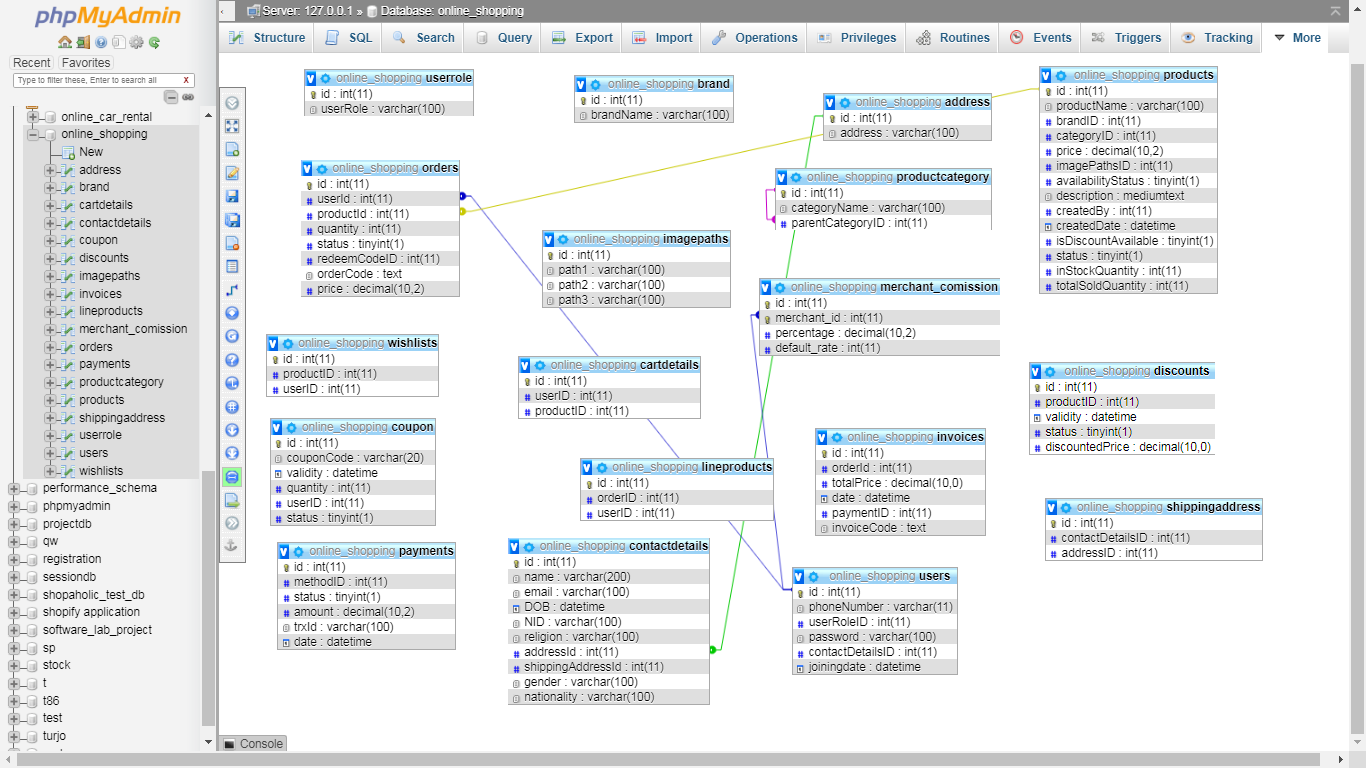 phpMyAdmin
Recent Favorites
Type to filter these, Enter to search all X
online_car_rental
online_shopping
New
address
brand
cartdetails
contactdetails
coupon
discounts
imagepaths
invoices
lineproducts
merchant_comission
orders
payments
productcategory
products
shippingaddress
userrole
users
wishlists
performance_schema
phpmyadmin
projectdb
qw
registration
sessiondb
shopaholic_test_db
shopify application
software_lab_project
sp
stock
t
t86
test
turjo
Server: 127.0.0.1 » Database: online_shopping
Structure SQL Search Query Export Import Operations Privileges Routines Events Triggers Tracking More
online_shopping userrole
id : int(11)
userRole : varchar(100)
online_shopping brand
id : int(11)
brandName : varchar(100)
online_shopping address
id : int(11)
address : varchar(100)
online_shopping products
id : int(11)
productName : varchar(100)
brandID : int(11)
categoryID : int(11)
price : decimal(10,2)
imagePathsID : int(11)
availabilityStatus : tinyint(1)
description : mediumtext
createdBy : int(11)
createdDate : datetime
isDiscountAvailable : tinyint(1)
status : tinyint(1)
inStockQuantity : int(11)
totalSoldQuantity : int(11)
online_shopping orders
id : int(11)
userId : int(11)
productId : int(11)
quantity : int(11)
status : tinyint(1)
redeemCodeID : int(11)
orderCode : text
price : decimal(10,2)
online_shopping productcategory
id : int(11)
categoryName : varchar(100)
parentCategoryID : int(11)
online_shopping imagepaths
id : int(11)
path1 : varchar(100)
path2 : varchar(100)
path3 : varchar(100)
online_shopping merchant_comission
id : int(11)
merchant_id : int(11)
percentage : decimal(10,2)
default_rate : int(11)
online_shopping wishlists
id : int(11)
productID : int(11)
userID : int(11)
online_shopping cartdetails
id : int(11)
userID : int(11)
productID : int(11)
online_shopping discounts
id : int(11)
productID : int(11)
validity : datetime
status : tinyint(1)
discountedPrice : decimal(10,0)
online_shopping coupon
id : int(11)
couponCode : varchar(20)
validity : datetime
quantity : int(11)
userID : int(11)
status : tinyint(1)
online_shopping invoices
id : int(11)
orderId : int(11)
totalPrice : decimal(10,0)
date : datetime
paymentID : int(11)
invoiceCode : text
online_shopping lineproducts
id : int(11)
orderID : int(11)
userID : int(11)
online_shopping shippingaddress
id : int(11)
contactDetailsID : int(11)
addressID : int(11)
online_shopping payments
id : int(11)
methodID : int(11)
status : tinyint(1)
amount : decimal(10,2)
trxId : varchar(100)
date : datetime
online_shopping contactdetails
id : int(11)
name : varchar(200)
email : varchar(100)
DOB : datetime
NID : varchar(100)
religion : varchar(100)
addressId : int(11)
shippingAddressId : int(11)
gender : varchar(100)
nationality : varchar(100)
online_shopping users
id : int(11)
phoneNumber : varchar(11)
userRoleID : int(11)
password : varchar(100)
contactDetailsID : int(11)
joiningdate : datetime
Console